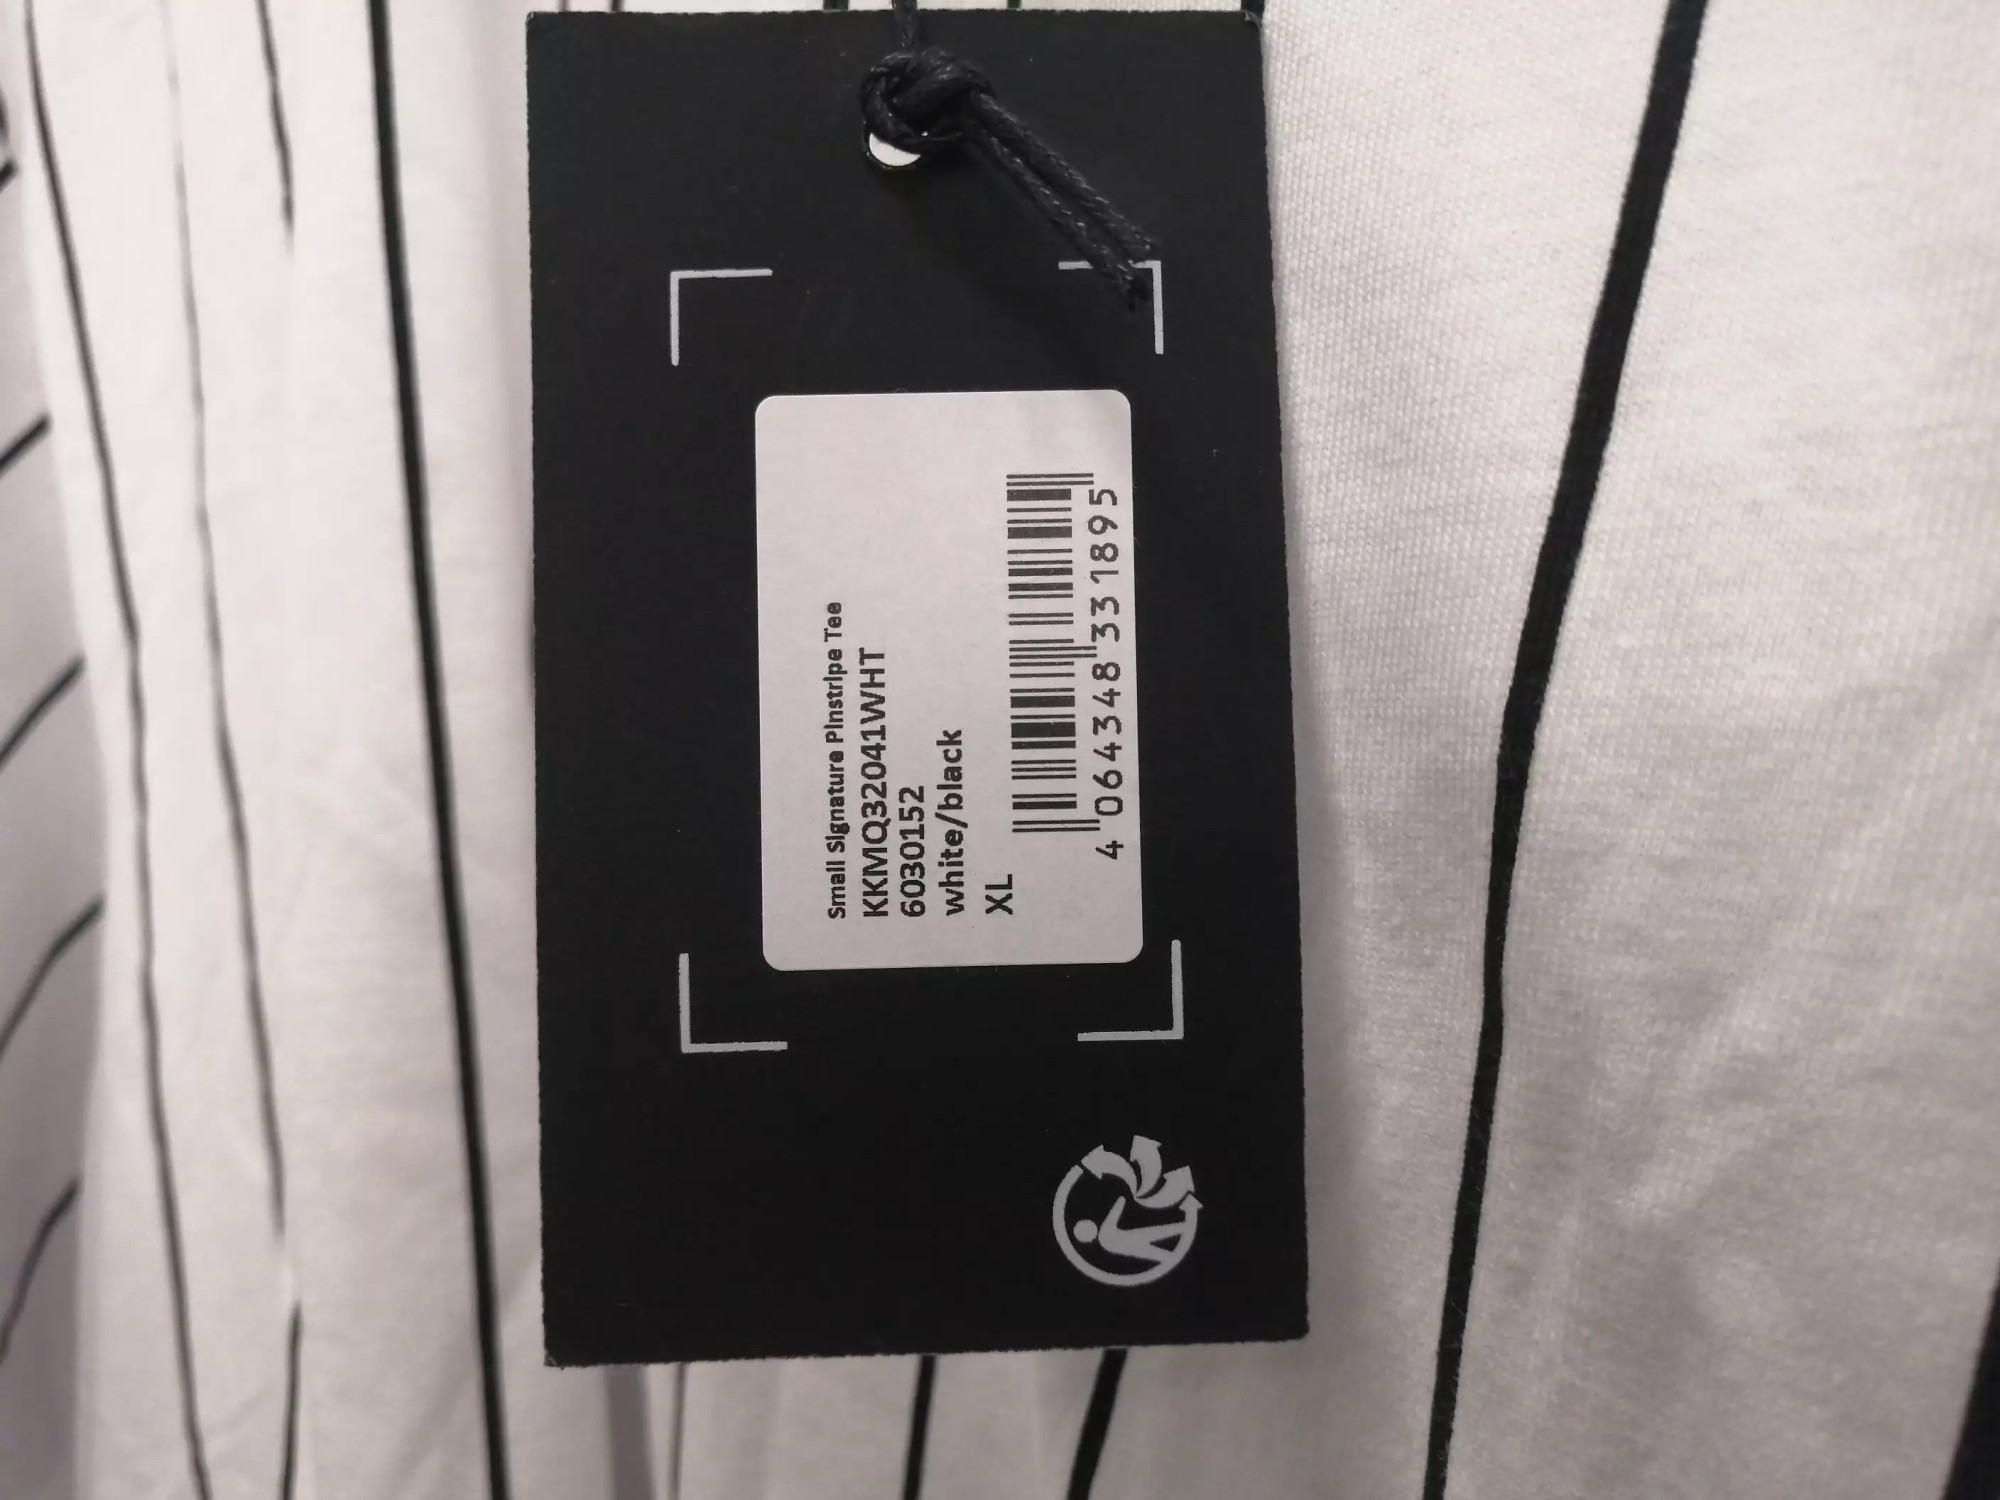 Small Signature Pinstripe Tee
KKMQ32041WHT
6030152
white/black
XL
4 064348 331895